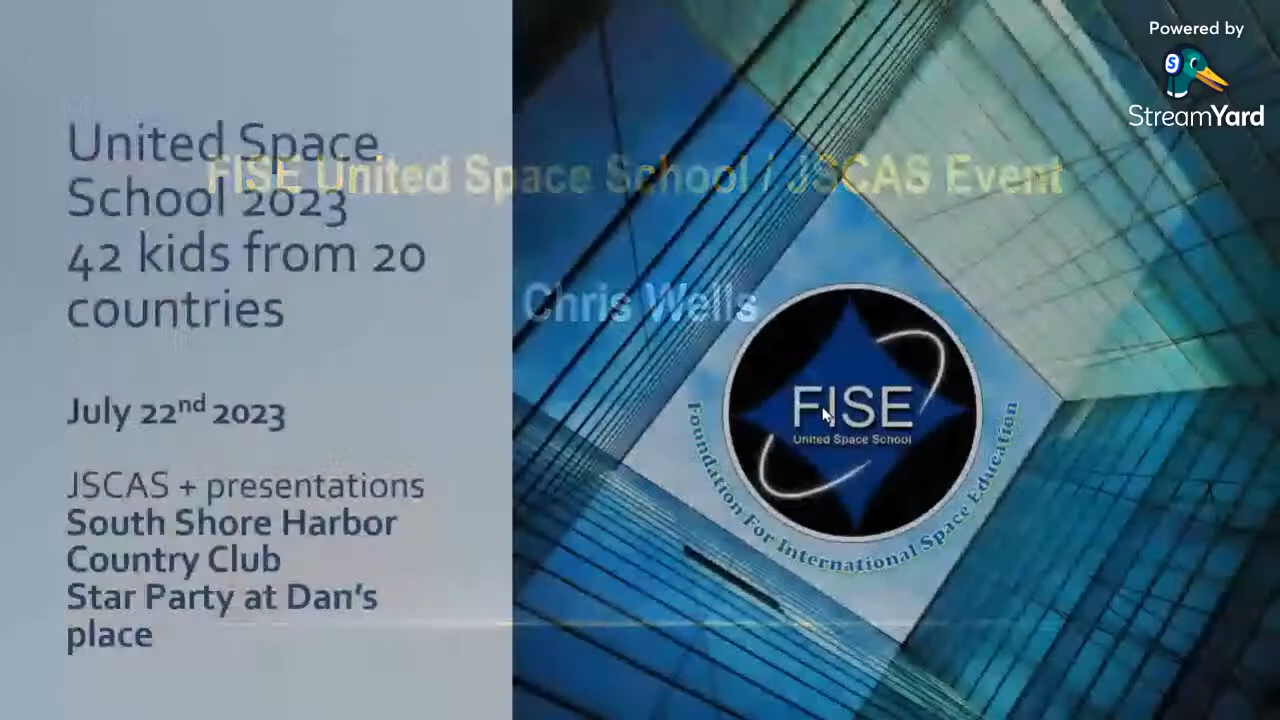 Powered by
StreamYard
United Space
School 2023
42 kids from 20
countries
FISE United Space School / JSCAS Event
Chris Wells
July 22nd 2023
JSCAS + presentations
South Shore Harbor
Country Club
Star Party at Dan's
place
FISE
United Space School
Foundation For International Space Education